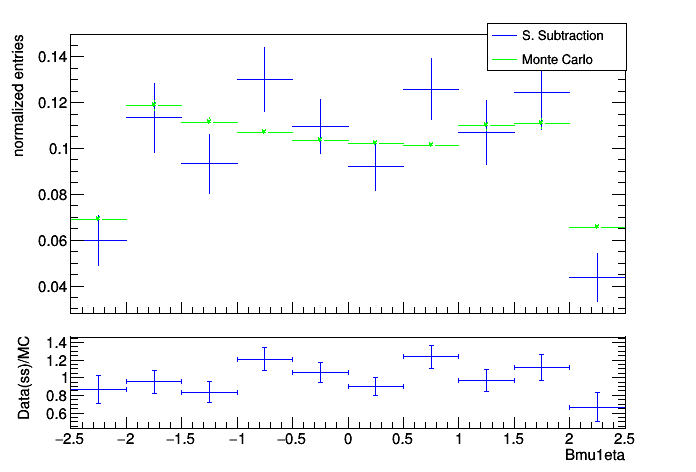 S. Subtraction
Monte Carlo
normalized entries
0.14
0.12
0.1
0.08
0.06
0.04
Data(ss)/MC
1.4
1.2
1
0.8
0.6
−2.5 −2 −1.5 −1 −0.5 0 0.5 1 1.5 2 2.5
Bmu1eta